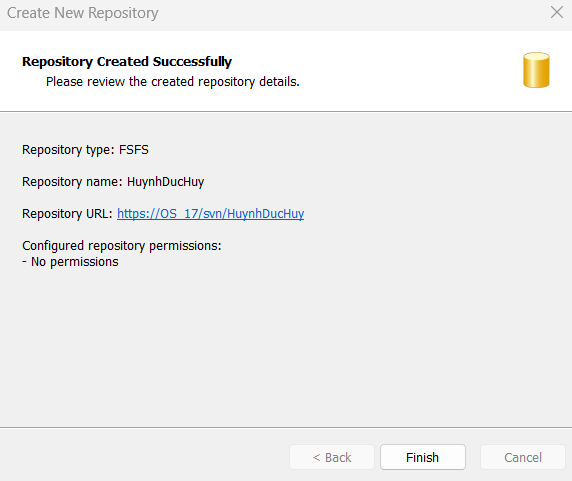 Create New Repository
Repository Created Successfully
Please review the created repository details.
Repository type: FSFS
Repository name: HuynhDucHuy
Repository URL: https://OS_17/svn/HuynhDucHuy
Configured repository permissions:
- No permissions
< Back
Finish
Cancel